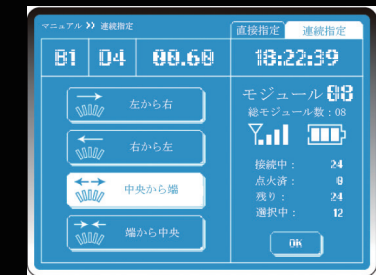 マニュアル >> 連続指定
直接指定 連続指定
B1 D4 00.60 18:22:39
左から右
右から左
中央から端
端から中央
モジュール 08
総モジュール数:08
接続中: 24
点火済: 0
残り: 24
選択中: 12
OK